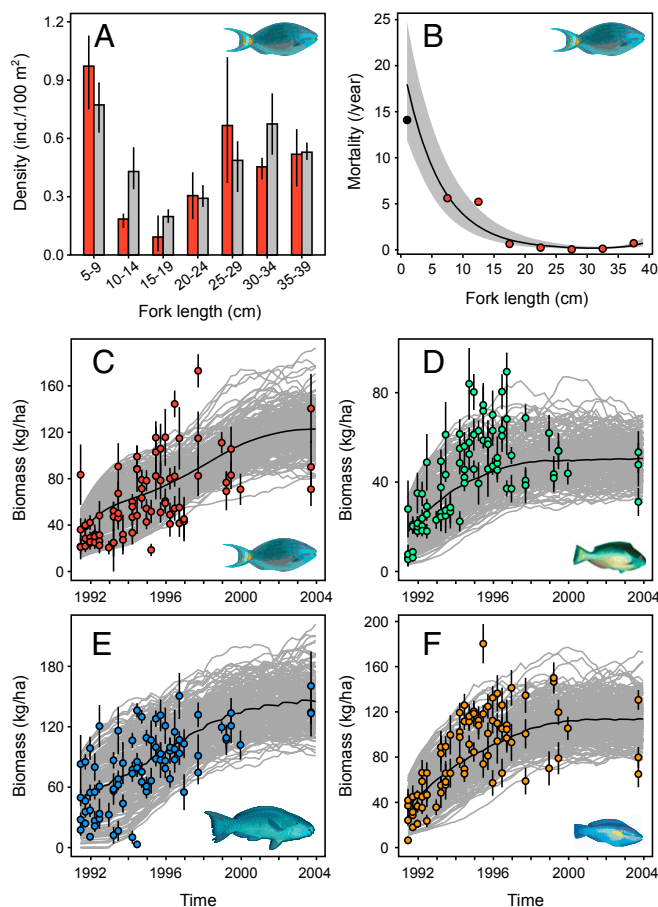 A
Density (ind./100 m²)
1.2
0.9
0.6
0.3
0.0
5-9
10-14
15-19
20-24
25-29
30-34
35-39
Fork length (cm)
B
Mortality (/year)
25
20
15
10
5
0
0 5 10 15 20 25 30 35 40
Fork length (cm)
C
Biomass (kg/ha)
160
120
80
40
0
1992 1996 2000 2004
D
Biomass (kg/ha)
80
40
0
1992 1996 2000 2004
E
Biomass (kg/ha)
180
120
60
0
1992 1996 2000 2004
Time
F
Biomass (kg/ha)
200
160
120
80
40
0
1992 1996 2000 2004
Time